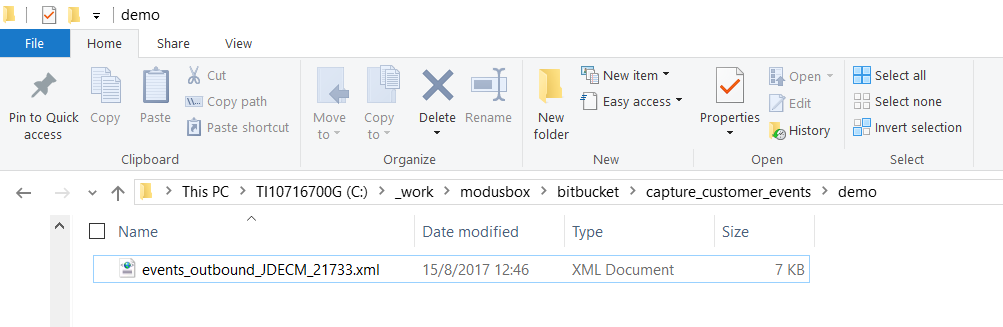 demo
File Home Share View
Pin to Quick access
Copy
Paste
Cut
Copy path
Paste shortcut
Clipboard
Move to
Copy to
Delete
Rename
Organize
New folder
New item
Easy access
New
Properties
Open
Edit
History
Open
Select all
Select none
Invert selection
Select
This PC TI10716700G (C:) _work modusbox bitbucket capture_customer_events demo
Name Date modified Type Size
events_outbound_JDECM_21733.xml 15/8/2017 12:46 XML Document 7 KB